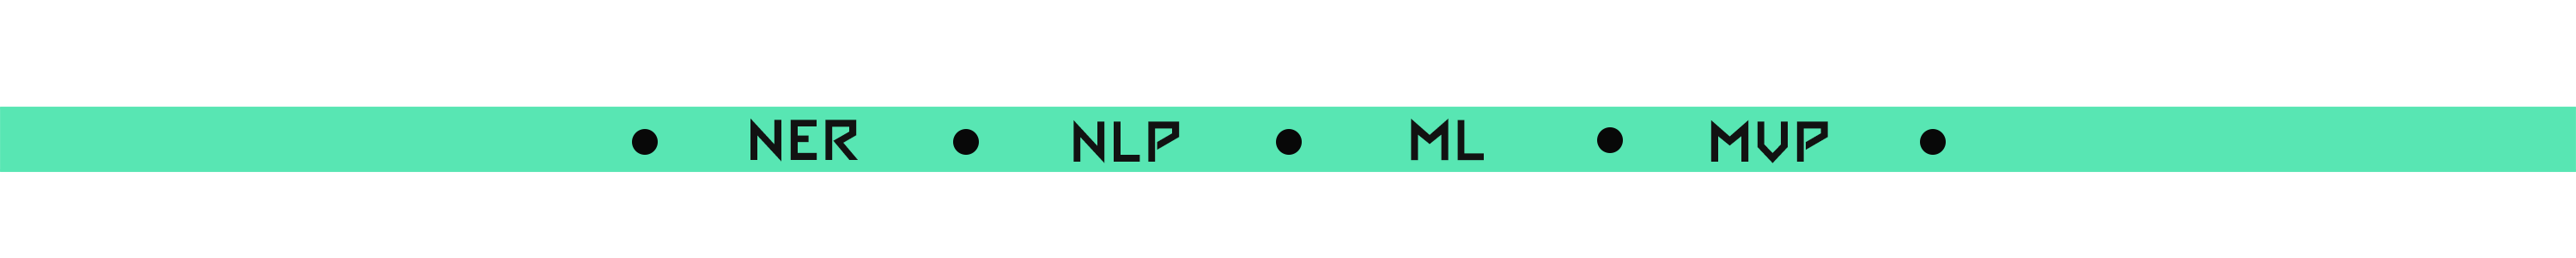 • NER • NLP • ML • MVP •